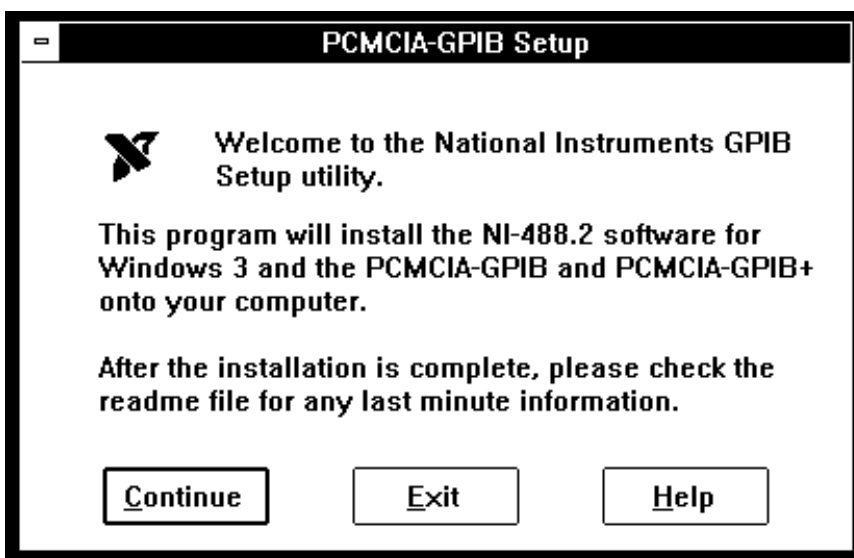 PCMCIA-GPIB Setup
Welcome to the National Instruments GPIB
Setup utility.
This program will install the NI-488.2 software for
Windows 3 and the PCMCIA-GPIB and PCMCIA-GPIB+
onto your computer.
After the installation is complete, please check the
readme file for any last minute information.
Continue
Exit
Help